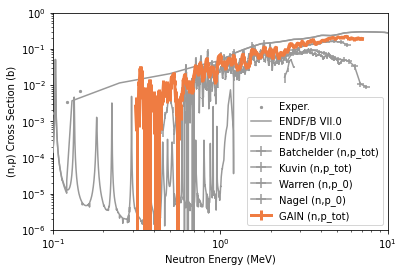 10⁰
10⁻¹
10⁻²
10⁻³
10⁻⁴
10⁻⁵
10⁻⁶
(n,p) Cross Section (b)
Exper.
ENDF/B VII.0
ENDF/B VII.0
Batchelder (n,p_tot)
Kuvin (n,p_tot)
Warren (n,p_0)
Nagel (n,p_0)
GAIN (n,p_tot)
10⁻¹ 10⁰ 10¹
Neutron Energy (MeV)